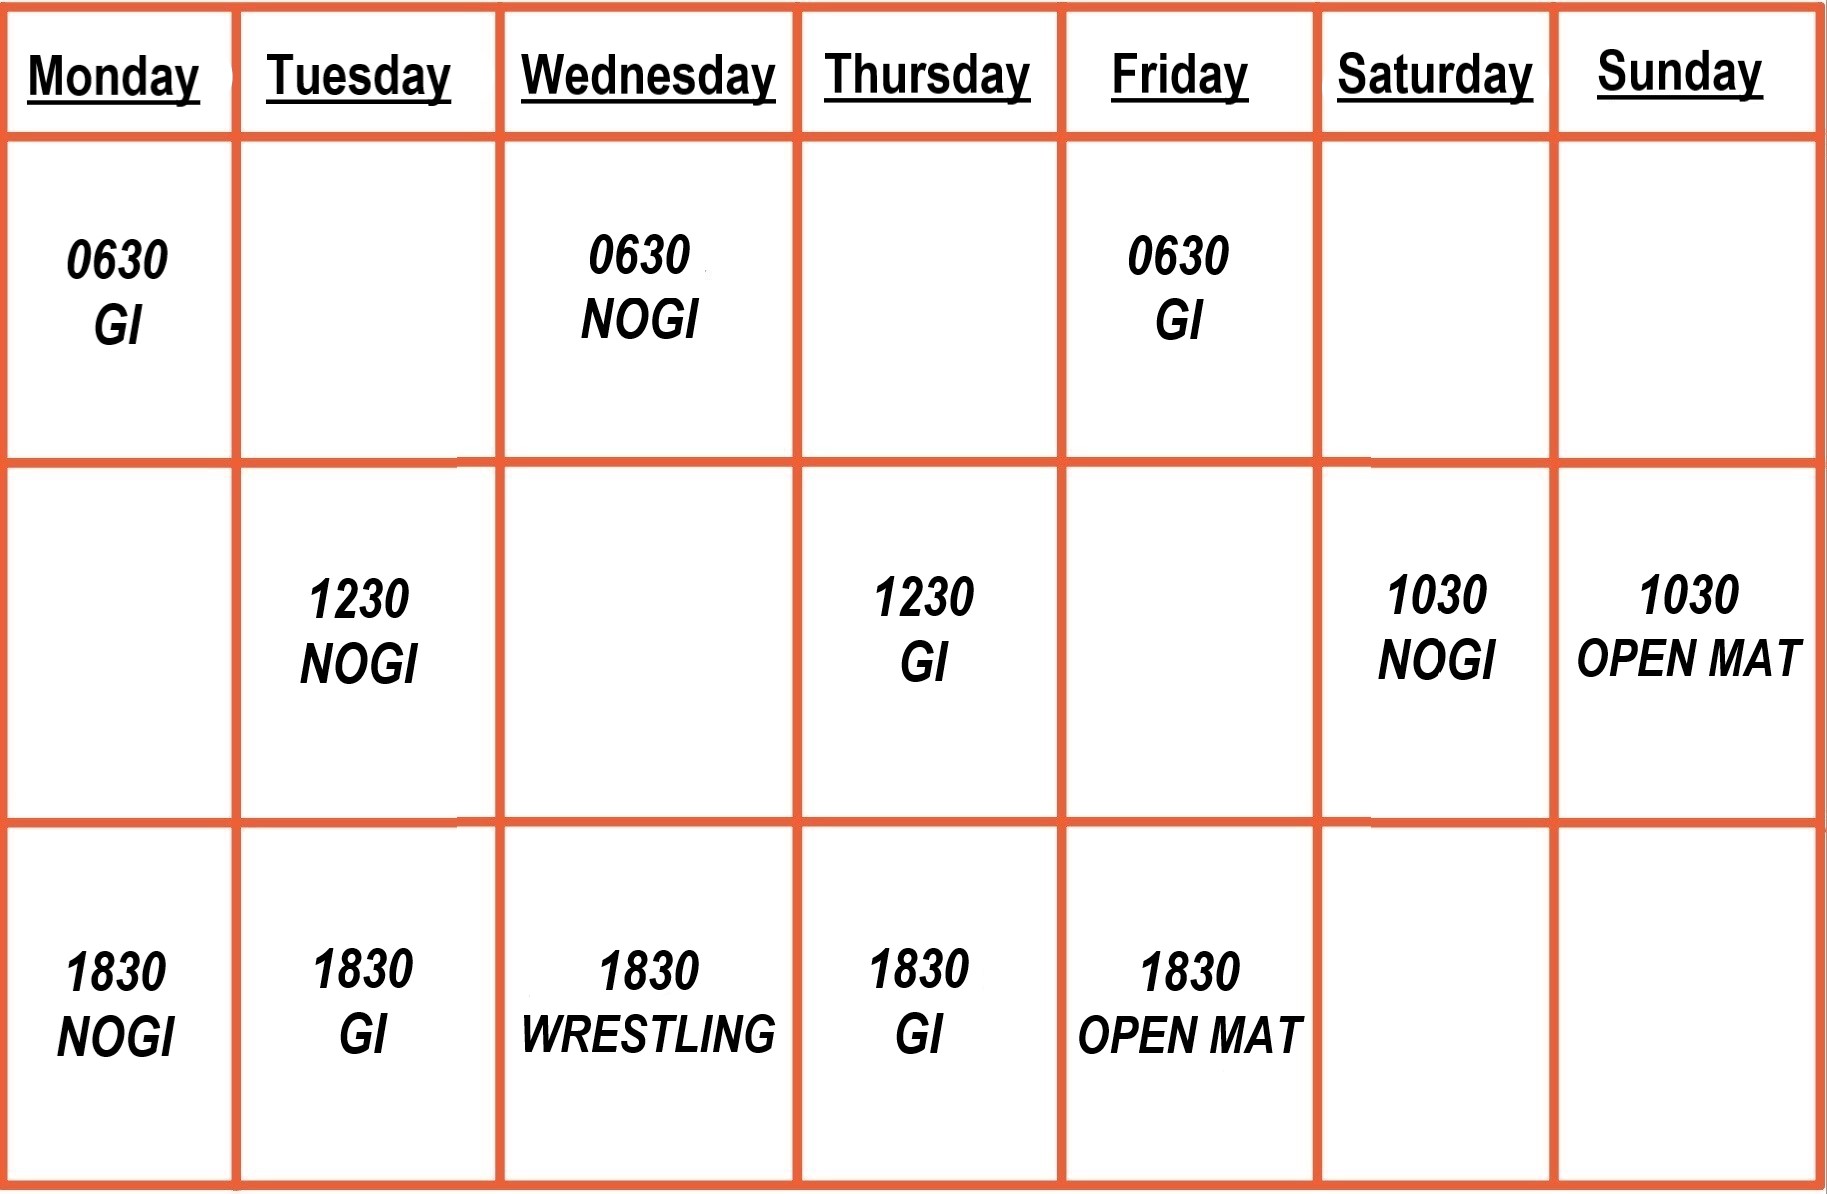 Monday Tuesday Wednesday Thursday Friday Saturday Sunday
0630 0630 0630
GI NOGI GI
1230 1230 1030 1030
NOGI GI NOGI OPEN MAT
1830 1830 1830 1830 1830
NOGI GI WRESTLING GI OPEN MAT